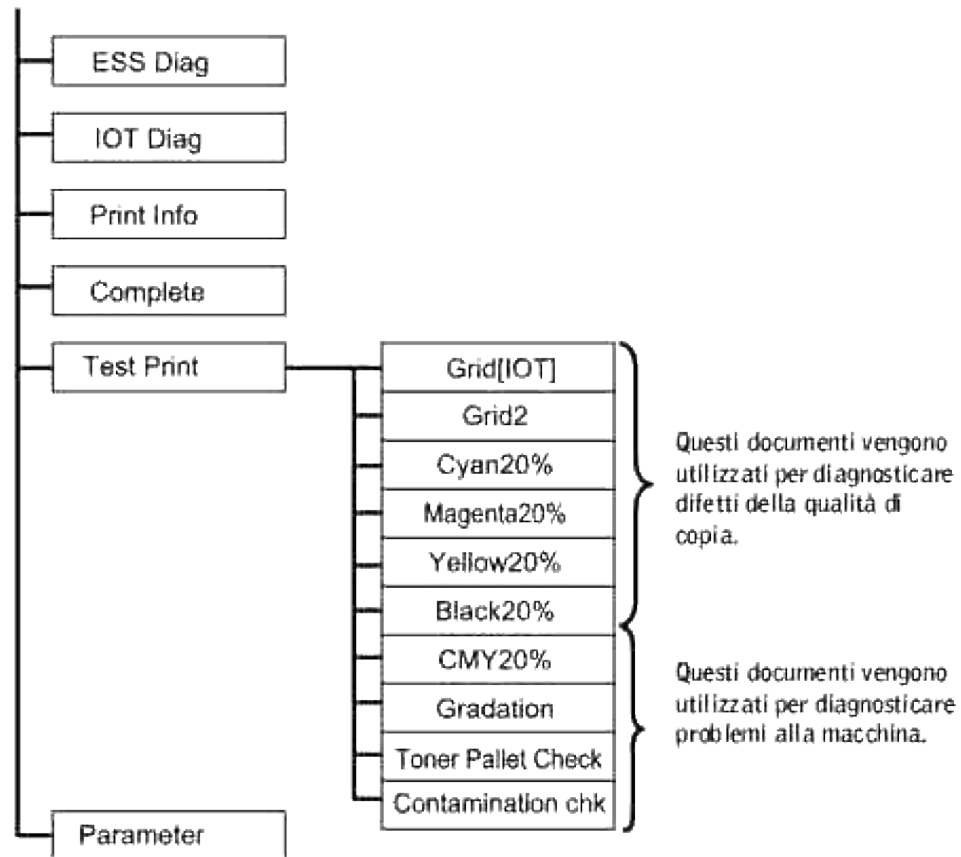 ESS Diag
IOT Diag
Print Info
Complete
Test Print
Grid[IOT]
Grid2
Cyan20%
Magenta20%
Yellow20%
Black20%
CMY20%
Gradation
Toner Pallet Check
Contamination chk
Questi documenti vengono
utilizzati per diagnosticare
difetti della qualità di
copia.
Questi documenti vengono
utilizzati per diagnosticare
problemi alla macchina.
Parameter